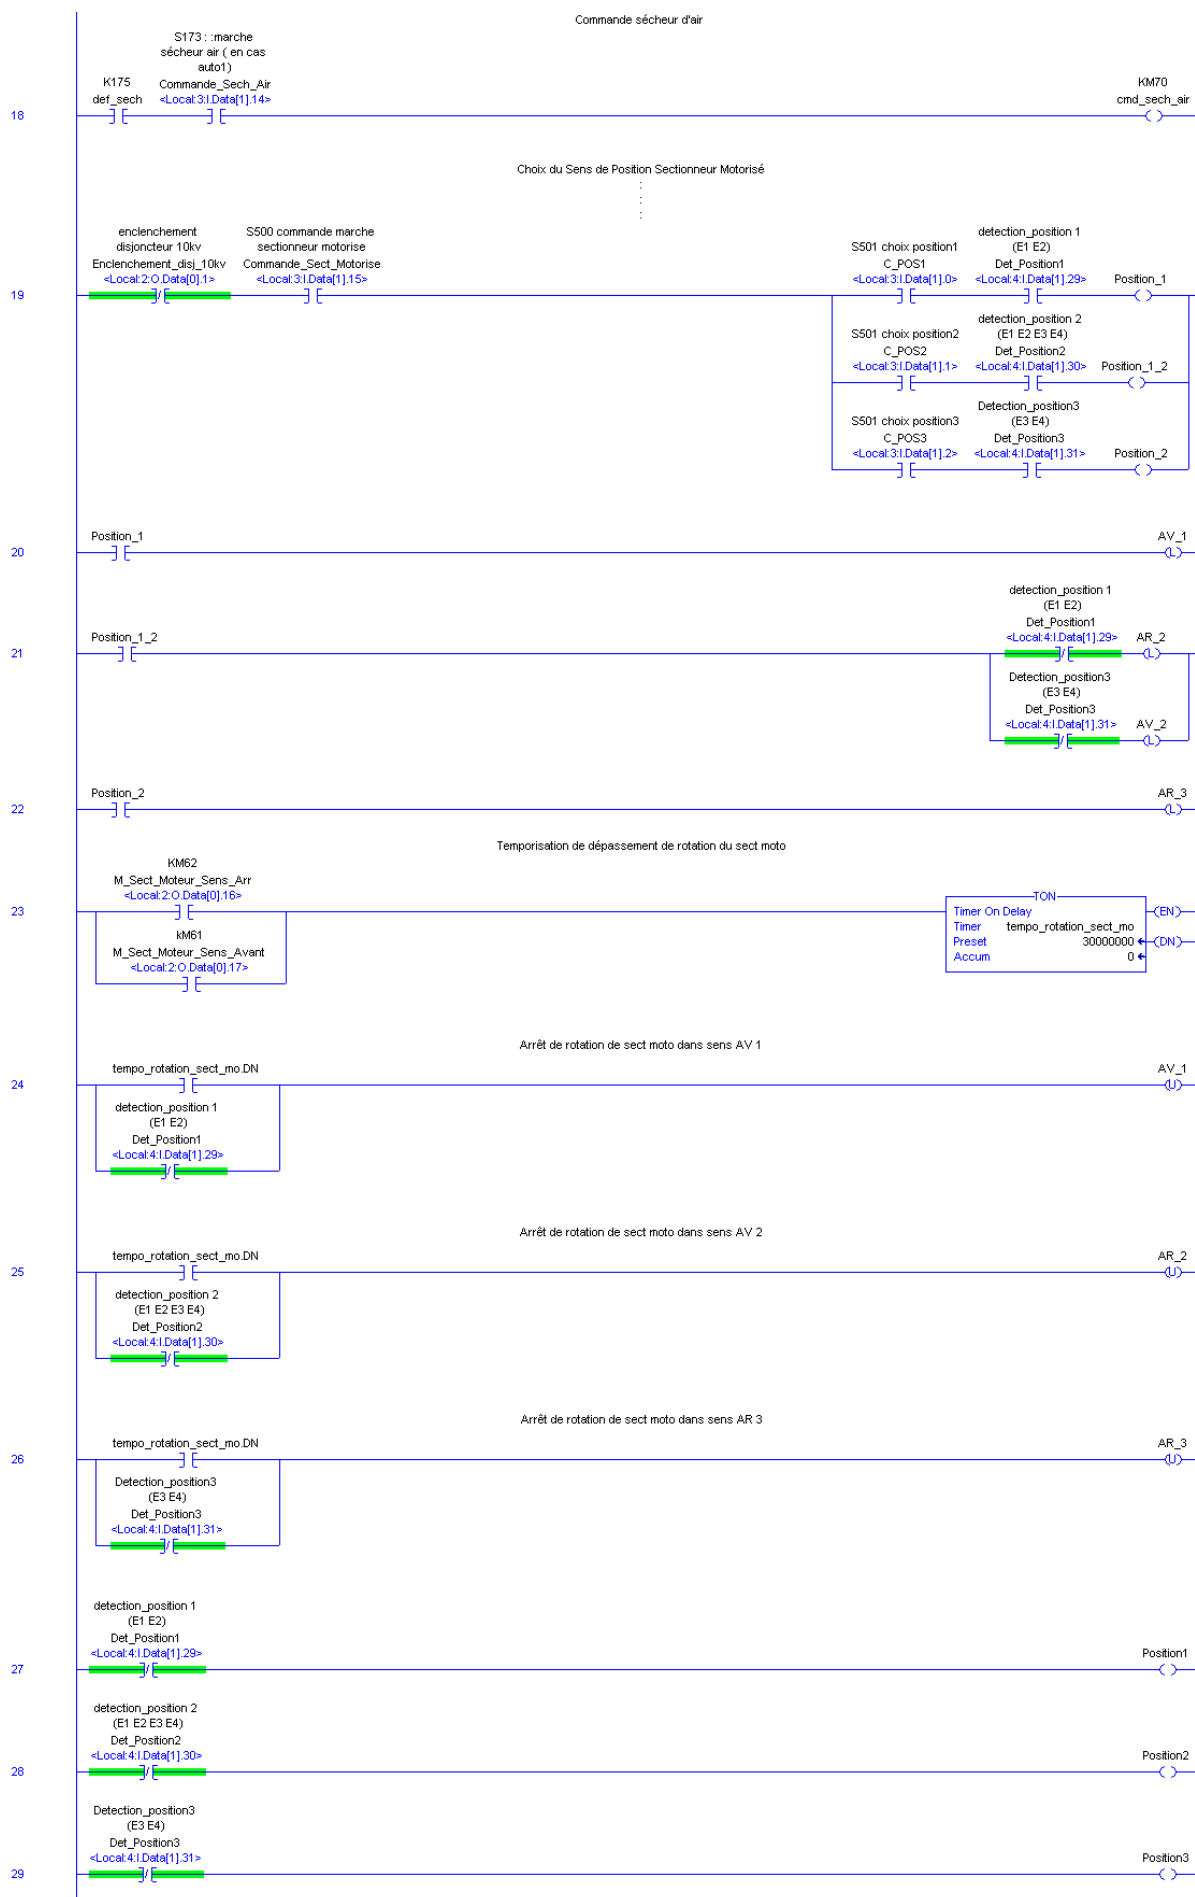 Commande sécheur d'air
S173 : :marche
sécheur air ( en cas
auto1)
K175
Commande_Sech_Air
KM70
def_sech
<Local:3:I.Data[1].14>
cmd_sech_air
18
Choix du Sens de Position Sectionneur Motorisé
:
:
:
enclenchement
disjoncteur 10kv
Enclenchement_disj_10kv
<Local:2:O.Data[0].1>
S500 commande marche
sectionneur motorise
Commande_Sect_Motorise
<Local:3:I.Data[1].15>
S501 choix position1
C_POS1
<Local:3:I.Data[1].0>
detection_position 1
(E1 E2)
Det_Position1
<Local:4:I.Data[1].29>
Position_1
19
S501 choix position2
C_POS2
<Local:3:I.Data[1].1>
detection_position 2
(E1 E2 E3 E4)
Det_Position2
<Local:4:I.Data[1].30>
Position_1_2
S501 choix position3
C_POS3
<Local:3:I.Data[1].2>
Detection_position3
(E3 E4)
Det_Position3
<Local:4:I.Data[1].31>
Position_2
Position_1
AV_1
20
L
detection_position 1
(E1 E2)
Det_Position1
Position_1_2
<Local:4:I.Data[1].29>
AR_2
21
L
Detection_position3
(E3 E4)
Det_Position3
<Local:4:I.Data[1].31>
AV_2
L
Position_2
AR_3
22
L
Temporisation de dépassement de rotation du sect moto
KM62
M_Sect_Moteur_Sens_Arr
<Local:2:O.Data[0].16>
23
kM61
M_Sect_Moteur_Sens_Avant
<Local:2:O.Data[0].17>
TON
Timer On Delay
EN
Timer tempo_rotation_sect_mo
Preset 30000000
DN
Accum 0
Arrêt de rotation de sect moto dans sens AV 1
tempo_rotation_sect_mo.DN
AV_1
24
U
detection_position 1
(E1 E2)
Det_Position1
<Local:4:I.Data[1].29>
Arrêt de rotation de sect moto dans sens AV 2
tempo_rotation_sect_mo.DN
AR_2
25
U
detection_position 2
(E1 E2 E3 E4)
Det_Position2
<Local:4:I.Data[1].30>
Arrêt de rotation de sect moto dans sens AR 3
tempo_rotation_sect_mo.DN
AR_3
26
U
Detection_position3
(E3 E4)
Det_Position3
<Local:4:I.Data[1].31>
detection_position 1
(E1 E2)
Det_Position1
<Local:4:I.Data[1].29>
Position1
27
detection_position 2
(E1 E2 E3 E4)
Det_Position2
<Local:4:I.Data[1].30>
Position2
28
Detection_position3
(E3 E4)
Det_Position3
<Local:4:I.Data[1].31>
Position3
29